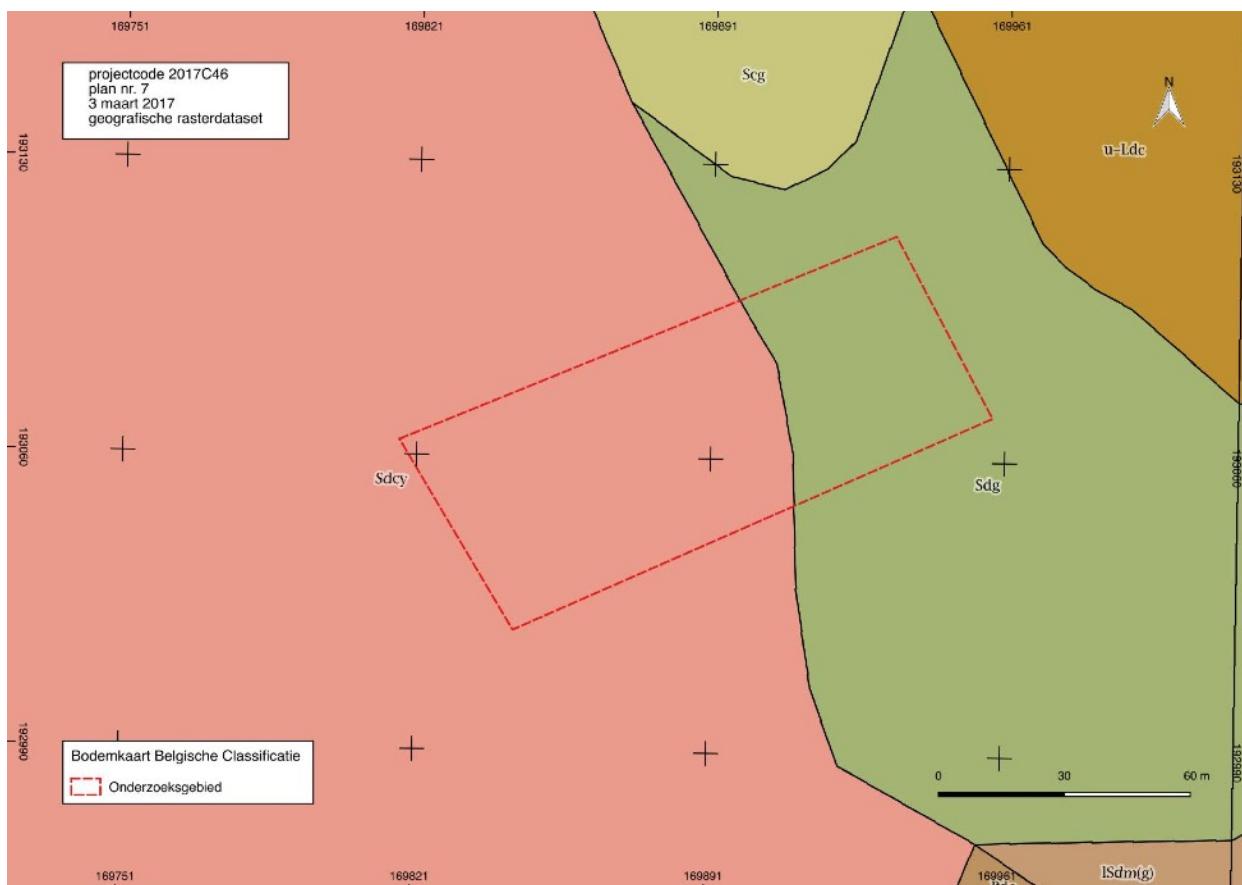 169751 169821 169891 169961
projectcode 2017C46
plan nr. 7
3 maart 2017
geografische rasterdataset
Scg
N
u-Ldc
193130 193130
193060 193060
Sdcy
Sdg
192990 192990
Bodemkaart Belgische Classificatie
Onderzoeksgebied
0 30 60 m
169751 169821 169891 169961
lSdm(g)